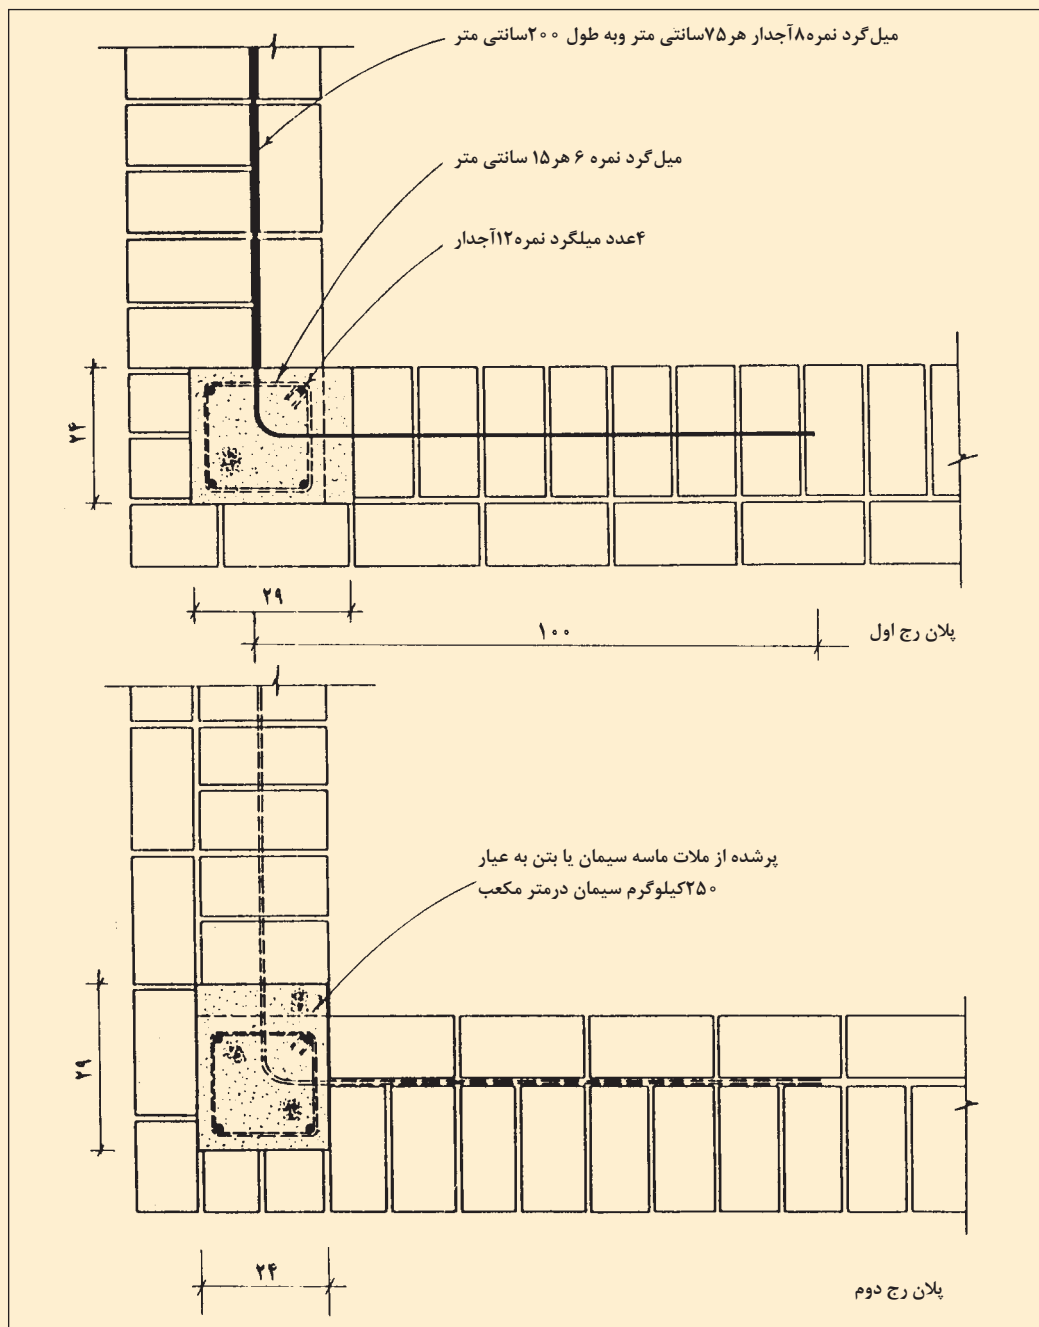 میل‌گرد نمره۸آجدار هر۷۵سانتی متر وبه طول ۲۰۰سانتی متر
میل‌گرد نمره ۶ هر۱۵ سانتی متر
۴عدد میلگرد نمره۱۲آجدار
۲۴
۲۹
۱۰۰
پلان رج اول
پرشده از ملات ماسه سیمان یا بتن به عیار
۲۵۰کیلوگرم سیمان درمتر مکعب
۲۹
۲۴
پلان رج دوم